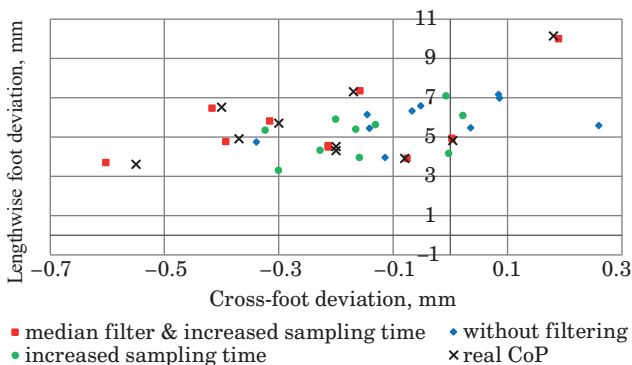 Lengthwise foot deviation, mm
11
9
7
5
3
1
−1
−0.7 −0.5 −0.3 −0.1 0.1 0.3
Cross-foot deviation, mm
median filter & increased sampling time
without filtering
increased sampling time
real CoP